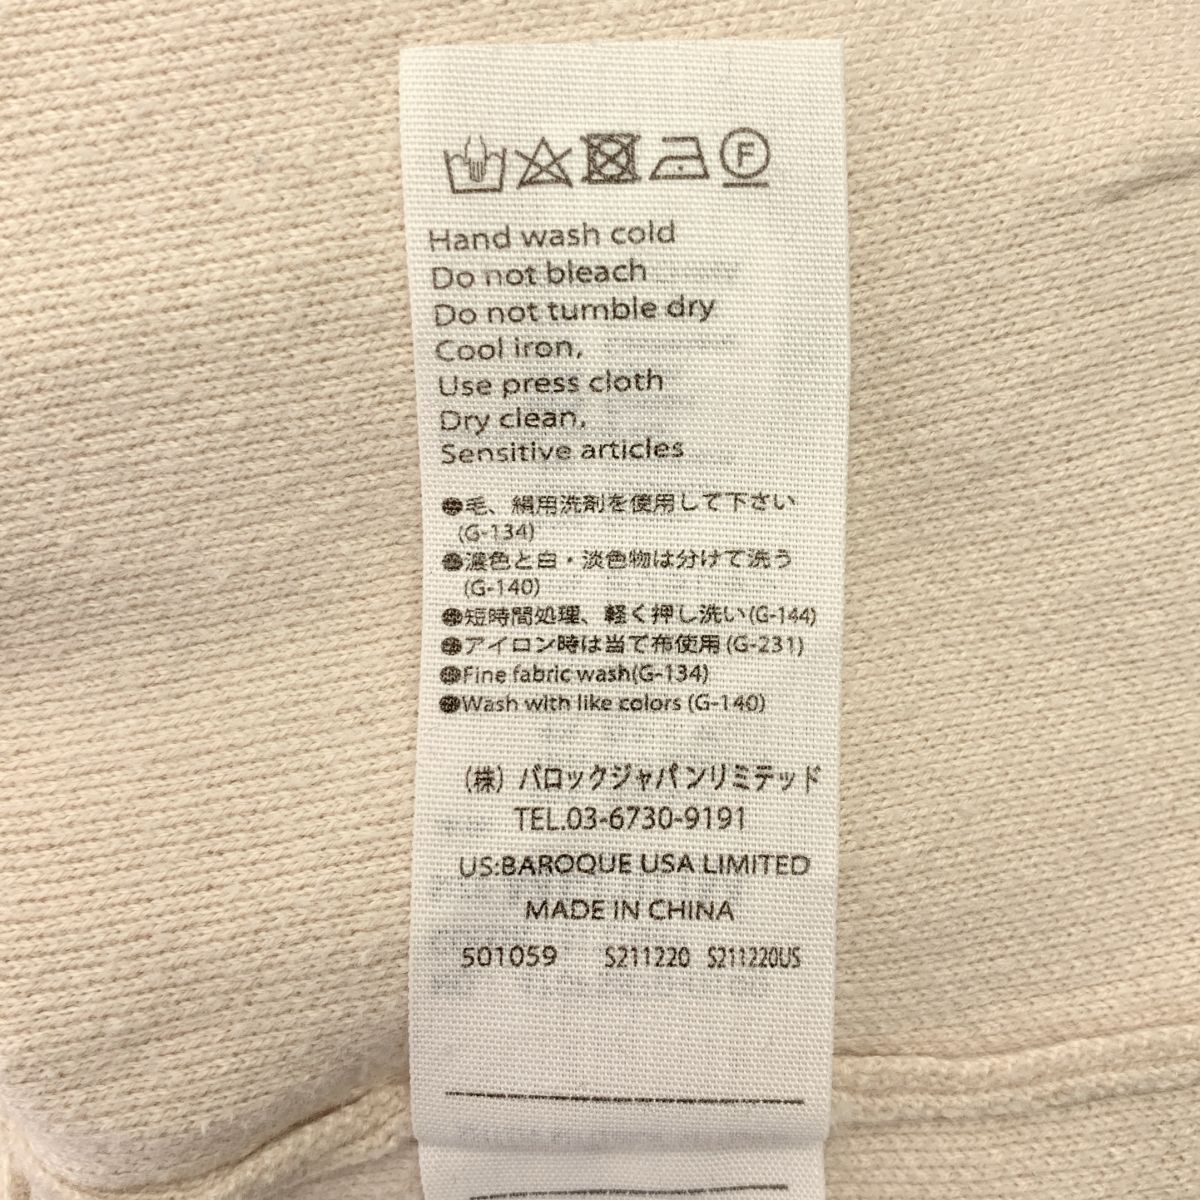 F
Hand wash cold
Do not bleach
Do not tumble dry
Cool iron,
Use press cloth
Dry clean,
Sensitive articles
●毛、絹用洗剤を使用して下さい
(G-134)
●濃色と白・淡色物は分けて洗う
(G-140)
●短時間処理、軽く押し洗い(G-144)
●アイロン時は当て布使用(G-231)
●Fine fabric wash(G-134)
●Wash with like colors (G-140)
(株) バロックジャパンリミテッド
TEL.03-6730-9191
US:BAROQUE USA LIMITED
MADE IN CHINA
501059 S211220 S211220US